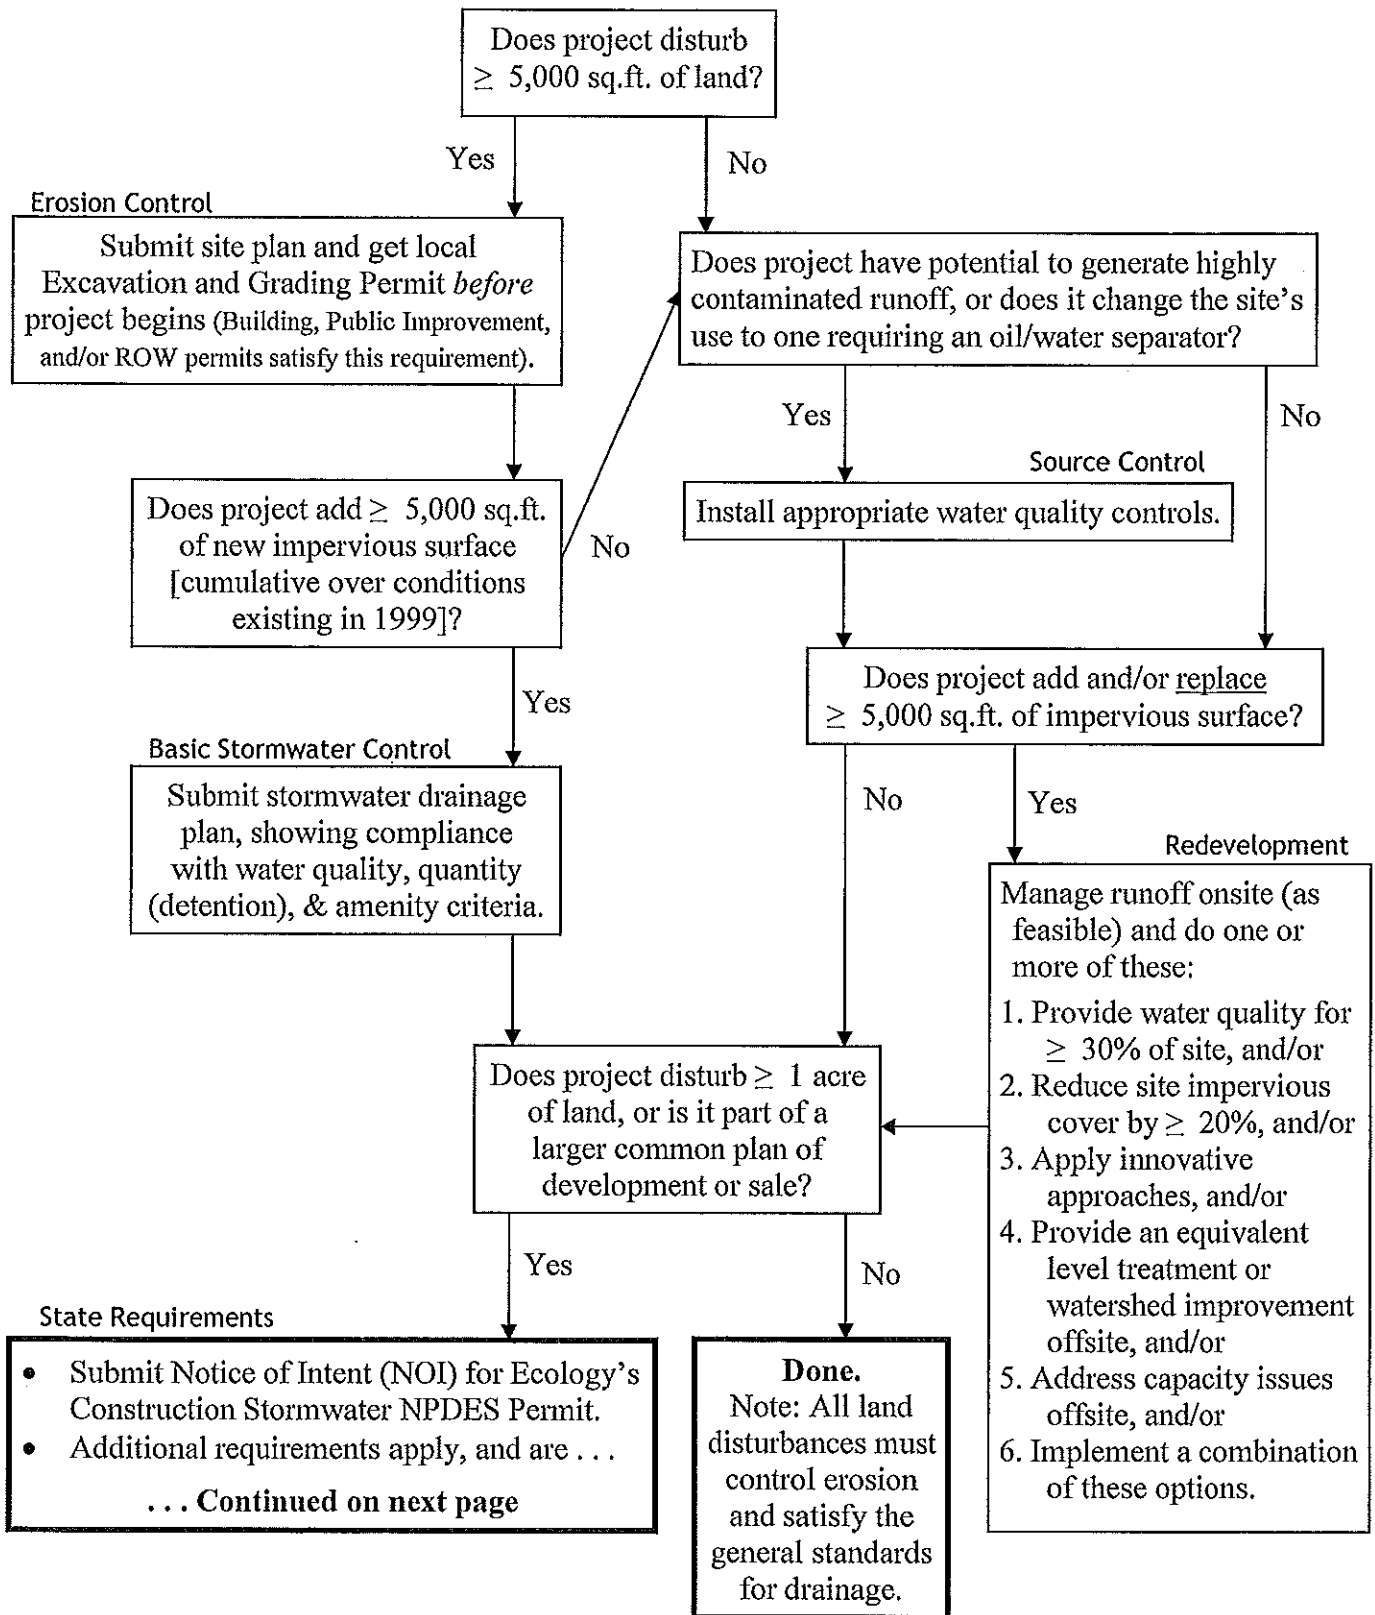 Does project disturb
≥ 5,000 sq.ft. of land?
Yes
No
Erosion Control
Submit site plan and get local
Excavation and Grading Permit before
project begins (Building, Public Improvement,
and/or ROW permits satisfy this requirement).
Does project have potential to generate highly
contaminated runoff, or does it change the site's
use to one requiring an oil/water separator?
Yes
No
Source Control
Install appropriate water quality controls.
Does project add ≥ 5,000 sq.ft.
of new impervious surface
[cumulative over conditions
existing in 1999]?
No
Yes
Does project add and/or replace
≥ 5,000 sq.ft. of impervious surface?
No
Yes
Basic Stormwater Control
Submit stormwater drainage
plan, showing compliance
with water quality, quantity
(detention), & amenity criteria.
Redevelopment
Manage runoff onsite (as
feasible) and do one or
more of these:
1. Provide water quality for
≥ 30% of site, and/or
2. Reduce site impervious
cover by ≥ 20%, and/or
3. Apply innovative
approaches, and/or
4. Provide an equivalent
level treatment or
watershed improvement
offsite, and/or
5. Address capacity issues
offsite, and/or
6. Implement a combination
of these options.
Does project disturb ≥ 1 acre
of land, or is it part of a
larger common plan of
development or sale?
Yes
No
State Requirements
• Submit Notice of Intent (NOI) for Ecology's
Construction Stormwater NPDES Permit.
• Additional requirements apply, and are . . .
. . . Continued on next page
Done.
Note: All land
disturbances must
control erosion
and satisfy the
general standards
for drainage.